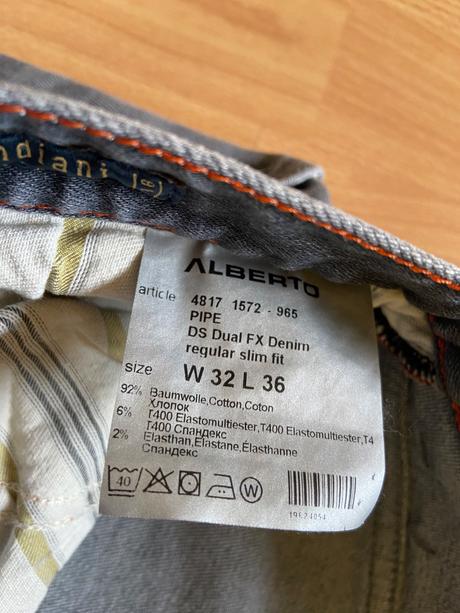 ndiani
ALBERTO
article 4817 1572 - 965
PIPE
DS Dual FX Denim
regular slim fit
size W 32 L 36
92% Baumwolle,Cotton,Coton
Хлопок
6% T400 Elastomultiester,T400 Elastomultiester,T4
T400 Спандекс
2% Elasthan,Elastane,Élasthanne
Спандекс
40 W